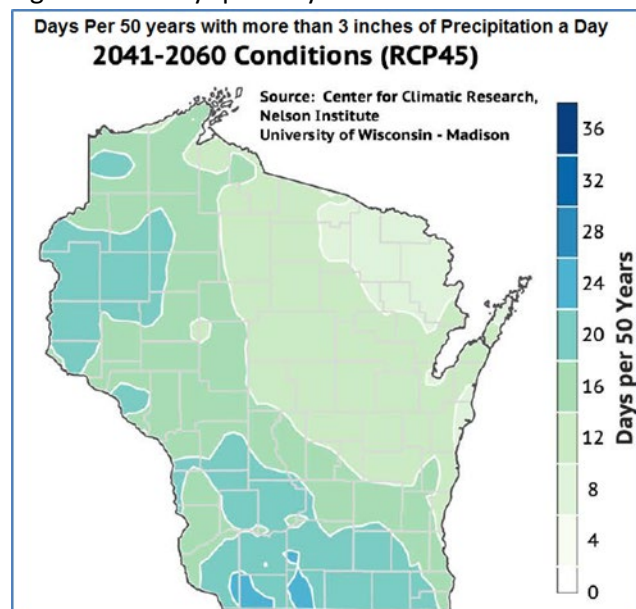 Days Per 50 years with more than 3 inches of Precipitation a Day
2041-2060 Conditions (RCP45)
Source: Center for Climatic Research,
Nelson Institute
University of Wisconsin - Madison
36
32
28
24
20
16
12
8
4
0
Days per 50 Years